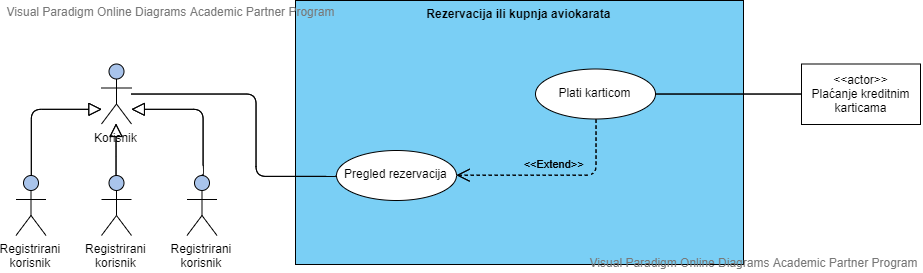 Visual Paradigm Online Diagrams Academic Partner Program
Rezervacija ili kupnja aviokarata
Plati karticom
<<actor>>
Plaćanje kreditnim
karticama
Korisnik
<<Extend>>
Pregled rezervacija
Registrirani
korisnik
Registrirani
korisnik
Registrirani
korisnik
Visual Paradigm Online Diagrams Academic Partner Program